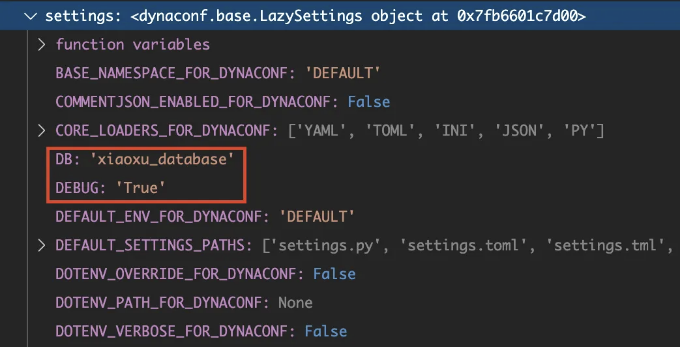 settings: <dynaconf.base.LazySettings object at 0x7fb6601c7d00>
function variables
BASE_NAMESPACE_FOR_DYNACONF: 'DEFAULT'
COMMENTJSON_ENABLED_FOR_DYNACONF: False
CORE_LOADERS_FOR_DYNACONF: ['YAML', 'TOML', 'INI', 'JSON', 'PY']
DB: 'xiaoxu_database'
DEBUG: 'True'
DEFAULT_ENV_FOR_DYNACONF: 'DEFAULT'
DEFAULT_SETTINGS_PATHS: ['settings.py', 'settings.toml', 'settings.tml',
DOTENV_OVERRIDE_FOR_DYNACONF: False
DOTENV_PATH_FOR_DYNACONF: None
DOTENV_VERBOSE_FOR_DYNACONF: False